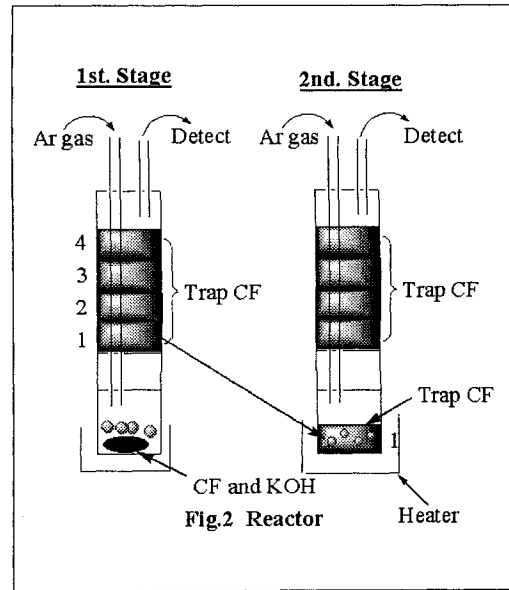 1st. Stage 2nd. Stage
Ar gas Detect Ar gas Detect
4
3
2
1
Trap CF
Trap CF
Trap CF
1
CF and KOH
Heater
Fig.2 Reactor